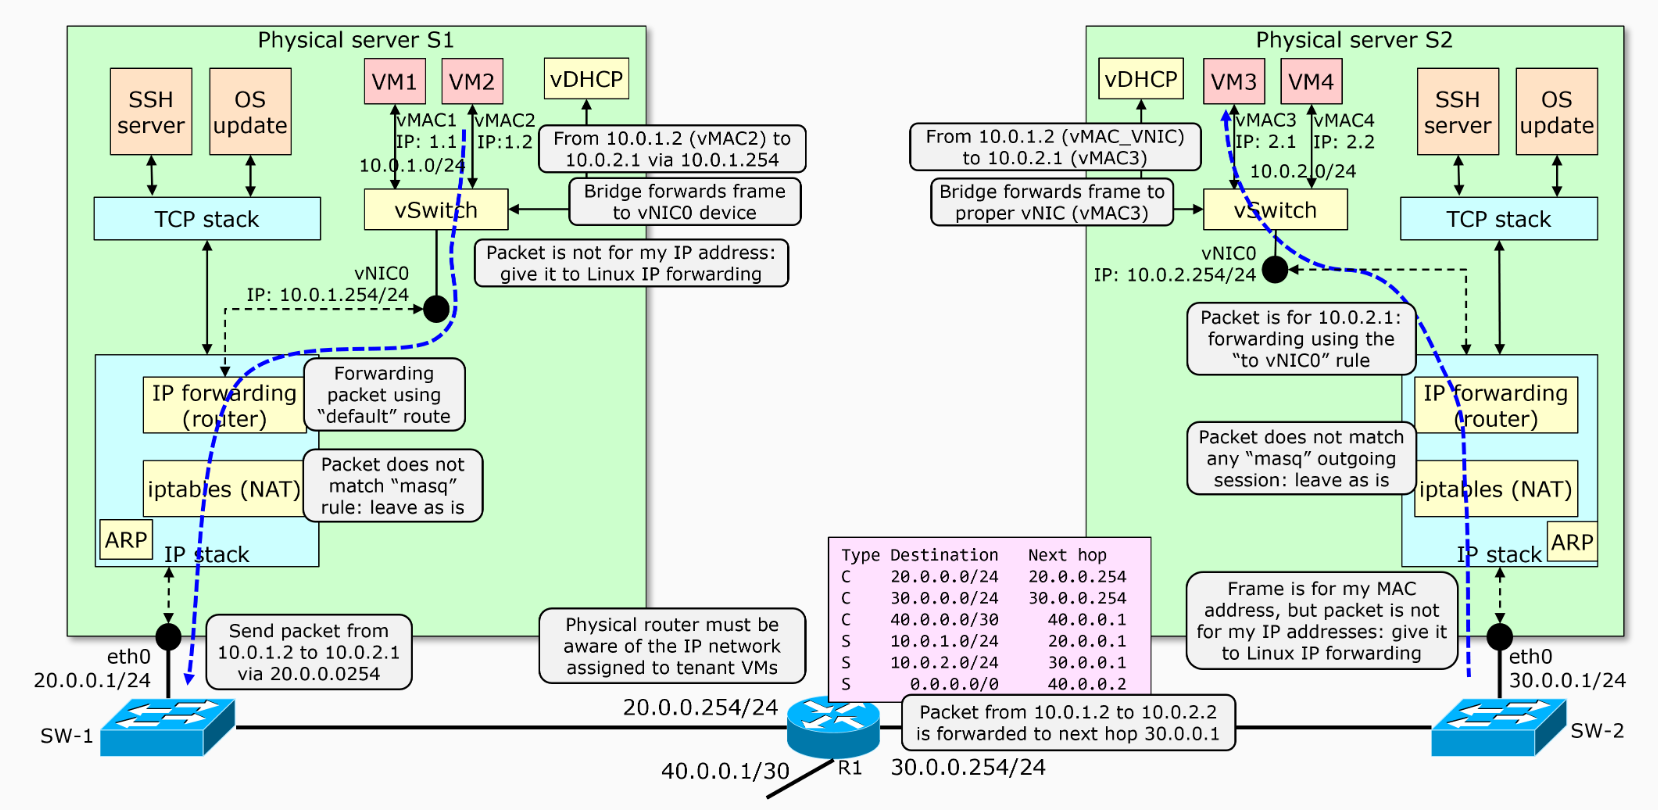 Physical server S1
SSH
server
OS
update
VM1
VM2
vDHCP
vMAC1
IP: 1.1
vMAC2
IP:1.2
10.0.1.0/24
From 10.0.1.2 (vMAC2) to
10.0.2.1 via 10.0.1.254
TCP stack
vSwitch
Bridge forwards frame
to vNIC0 device
Packet is not for my IP address:
give it to Linux IP forwarding
vNIC0
IP: 10.0.1.254/24
IP forwarding
(router)
Forwarding
packet using
“default” route
iptables (NAT)
Packet does not
match “masq”
rule: leave as is
ARP
IP stack
eth0
20.0.0.1/24
Send packet from
10.0.1.2 to 10.0.2.1
via 20.0.0.0254
Physical router must be
aware of the IP network
assigned to tenant VMs
SW-1
20.0.0.254/24
40.0.0.1/30
R1
30.0.0.254/24
Type Destination Next hop
C 20.0.0.0/24 20.0.0.254
C 30.0.0.0/24 30.0.0.254
C 40.0.0.0/30 40.0.0.1
S 10.0.1.0/24 20.0.0.1
S 10.0.2.0/24 30.0.0.1
S 0.0.0.0/0 40.0.0.2
Packet from 10.0.1.2 to 10.0.2.2
is forwarded to next hop 30.0.0.1
Physical server S2
vDHCP
VM3
VM4
SSH
server
OS
update
vMAC3
IP: 2.1
vMAC4
IP: 2.2
10.0.2.0/24
From 10.0.1.2 (vMAC_VNIC)
to 10.0.2.1 (vMAC3)
Bridge forwards frame to
proper vNIC (vMAC3)
vSwitch
TCP stack
vNIC0
IP: 10.0.2.254/24
Packet is for 10.0.2.1:
forwarding using the
“to vNIC0” rule
IP forwarding
(router)
Packet does not match
any “masq” outgoing
session: leave as is
iptables (NAT)
IP stack
ARP
Frame is for my MAC
address, but packet is not
for my IP addresses: give it
to Linux IP forwarding
eth0
30.0.0.1/24
SW-2